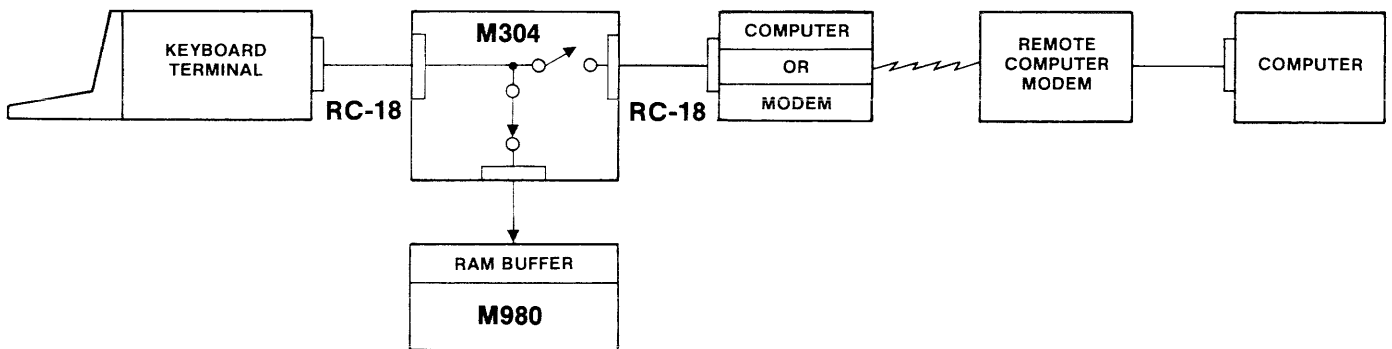 KEYBOARD
TERMINAL
RC-18
M304
RC-18
COMPUTER
OR
MODEM
REMOTE
COMPUTER
MODEM
COMPUTER
RAM BUFFER
M980